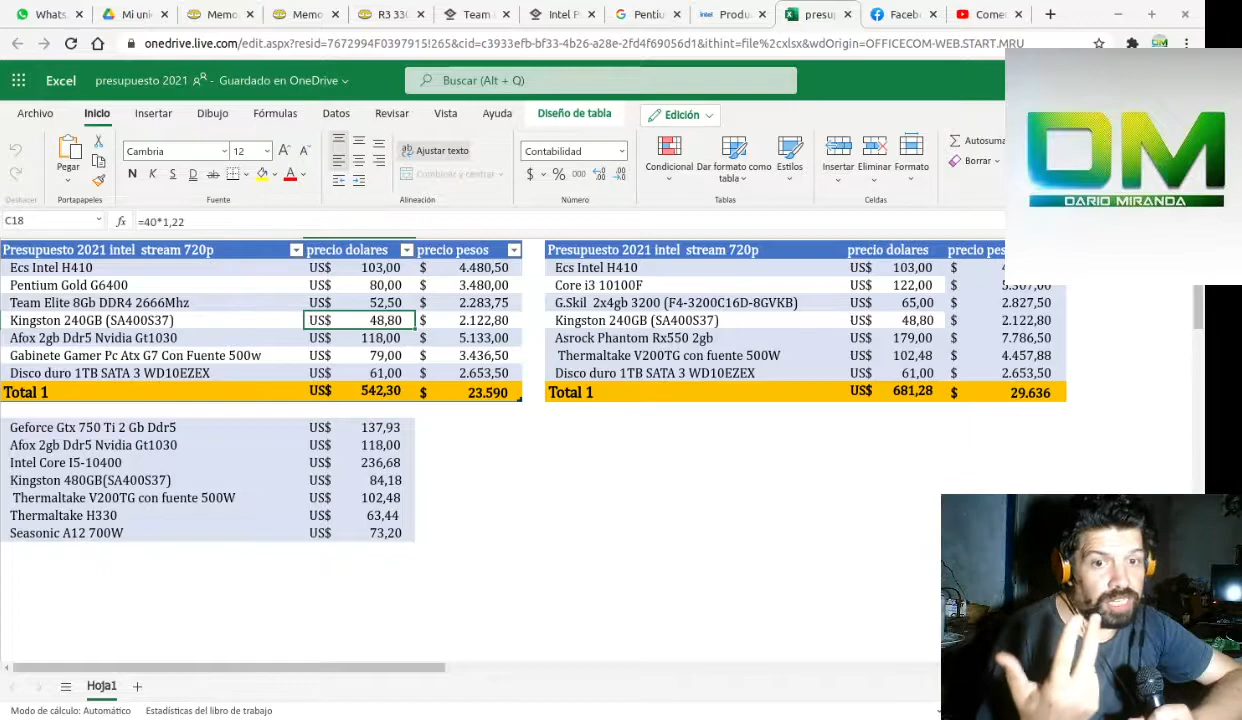 Whats. Mi uni Memo. Memo. R3 330 Team Intel P Pentiu Produ presup Faceb Come
onedrive.live.com/edit.aspx?resid=7672994F0397915!265&cid=c3933efb-bf33-4b26-a28e-2fd4f69056d1&ithint=file%2cxlsx&wdOrigin=OFFICECOM-WEB.START.MRU
Excel presupuesto 2021 - Guardado en OneDrive Buscar (Alt + Q)
Archivo Inicio Insertar Dibujo Fórmulas Datos Revisar Vista Ayuda Diseño de tabla Edición
Pegar Cambria 12 Ajustar texto Contabilidad Condicional Dar formato como tabla Estilos Insertar Eliminar Formato Autosuma
N K S D ab A Combinar y centrar $ % 000 Borrar
Deshacer Portapapeles Fuente Alineación Número Tablas Celdas
C18 fx =40*1,22
Presupuesto 2021 intel stream 720p precio dolares precio pesos
Ecs Intel H410 US$ 103,00 $ 4.480,50
Pentium Gold G6400 US$ 80,00 $ 3.480,00
Team Elite 8Gb DDR4 2666Mhz US$ 52,50 $ 2.283,75
Kingston 240GB (SA400S37) US$ 48,80 $ 2.122,80
Afox 2gb Ddr5 Nvidia Gt1030 US$ 118,00 $ 5.133,00
Gabinete Gamer Pc Atx G7 Con Fuente 500w US$ 79,00 $ 3.436,50
Disco duro 1TB SATA 3 WD10EZEX US$ 61,00 $ 2.653,50
Total 1 US$ 542,30 $ 23.590
Presupuesto 2021 intel stream 720p precio dolares precio pes
Ecs Intel H410 US$ 103,00 $
Core i3 10100F US$ 122,00 $ 5.307,00
G.Skil 2x4gb 3200 (F4-3200C16D-8GVKB) US$ 65,00 $ 2.827,50
Kingston 240GB (SA400S37) US$ 48,80 $ 2.122,80
Asrock Phantom Rx550 2gb US$ 179,00 $ 7.786,50
Thermaltake V200TG con fuente 500W US$ 102,48 $ 4.457,88
Disco duro 1TB SATA 3 WD10EZEX US$ 61,00 $ 2.653,50
Total 1 US$ 681,28 $ 29.636
Geforce Gtx 750 Ti 2 Gb Ddr5 US$ 137,93
Afox 2gb Ddr5 Nvidia Gt1030 US$ 118,00
Intel Core I5-10400 US$ 236,68
Kingston 480GB(SA400S37) US$ 84,18
Thermaltake V200TG con fuente 500W US$ 102,48
Thermaltake H330 US$ 63,44
Seasonic A12 700W US$ 73,20
DM
DARIO MIRANDA
Hoja1
Modo de cálculo: Automático Estadísticas del libro de trabajo